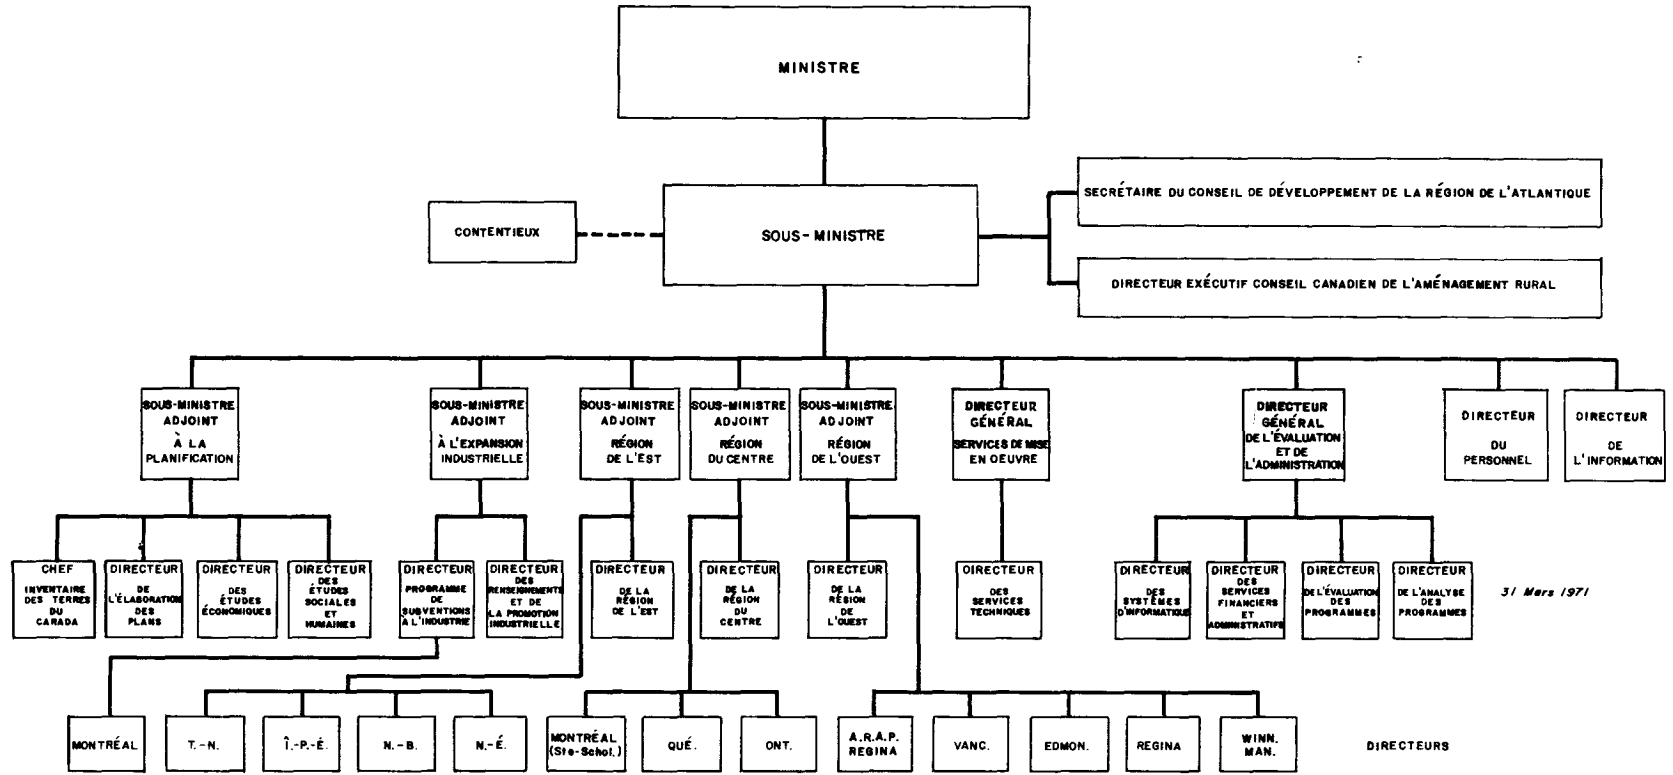 MINISTRE
SECRÉTAIRE DU CONSEIL DE DÉVELOPPEMENT DE LA RÉGION DE L'ATLANTIQUE
CONTENTIEUX
SOUS-MINISTRE
DIRECTEUR EXÉCUTIF CONSEIL CANADIEN DE L'AMÉNAGEMENT RURAL
SOUS-MINISTRE
ADJOINT
À LA
PLANIFICATION
SOUS-MINISTRE
ADJOINT
À L'EXPANSION
INDUSTRIELLE
SOUS-MINISTRE
ADJOINT
RÉGION
DE L'EST
SOUS-MINISTRE
ADJOINT
RÉGION
DU CENTRE
SOUS-MINISTRE
ADJOINT
RÉGION
DE L'OUEST
DIRECTEUR
GÉNÉRAL
SERVICES DE MISE
EN OEUVRE
DIRECTEUR
GÉNÉRAL
DE L'ÉVALUATION
ET DE
L'ADMINISTRATION
DIRECTEUR
DU
PERSONNEL
DIRECTEUR
DE
L'INFORMATION
CHEF
INVENTAIRE
DES TERRES
DU
CARADA
DIRECTEUR
DE
L'ÉLABORATION
DES
PLANS
DIRECTEUR
DES
ÉTUDES
ÉCONOMIQUES
DIRECTEUR
DES
ÉTUDES
SOCIALES
ET
HUMAINES
DIRECTEUR
PROGRAMME
DE
SUBVENTIONS
À L'INDUSTRIE
DIRECTEUR
DES
RENSEIGNEMENTS
ET DE
LA PROMOTION
INDUSTRIELLE
DIRECTEUR
DE LA
RÉGION
DE L'EST
DIRECTEUR
DE LA
RÉGION
DU
CENTRE
DIRECTEUR
DE LA
RÉGION
DE
L'OUEST
DIRECTEUR
DES
SERVICES
TECHNIQUES
DIRECTEUR
DES
SYSTÈMES
D'INFORMATIQUE
DIRECTEUR
DES
SERVICES
FINANCIERS
ET
ADMINISTRATIFS
DIRECTEUR
DE L'ÉVALUATION
DES
PROGRAMMES
DIRECTEUR
DE L'ANALYSE
DES
PROGRAMMES
31 Mars 1971
MONTRÉAL
T.-N.
Î.-P.-É.
N.-B.
N.-É.
MONTRÉAL
(Ste-Schol.)
QUÉ.
ONT.
A.R.A.P.
REGINA
VANC.
EDMON.
REGINA
WINN.
MAN.
DIRECTEURS